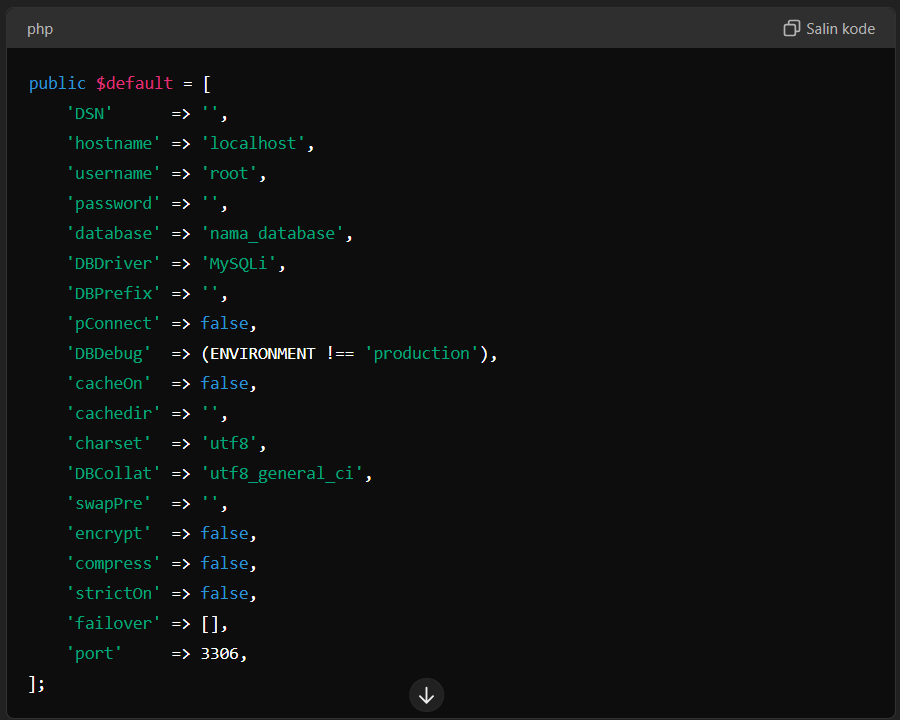 php
Salin kode
public $default = [
    'DSN'      => '',
    'hostname' => 'localhost',
    'username' => 'root',
    'password' => '',
    'database' => 'nama_database',
    'DBDriver' => 'MySQLi',
    'DBPrefix' => '',
    'pConnect' => false,
    'DBDebug'  => (ENVIRONMENT !== 'production'),
    'cacheOn'  => false,
    'cachedir' => '',
    'charset'  => 'utf8',
    'DBCollat' => 'utf8_general_ci',
    'swapPre'  => '',
    'encrypt'  => false,
    'compress' => false,
    'strictOn' => false,
    'failover' => [],
    'port'     => 3306,
];